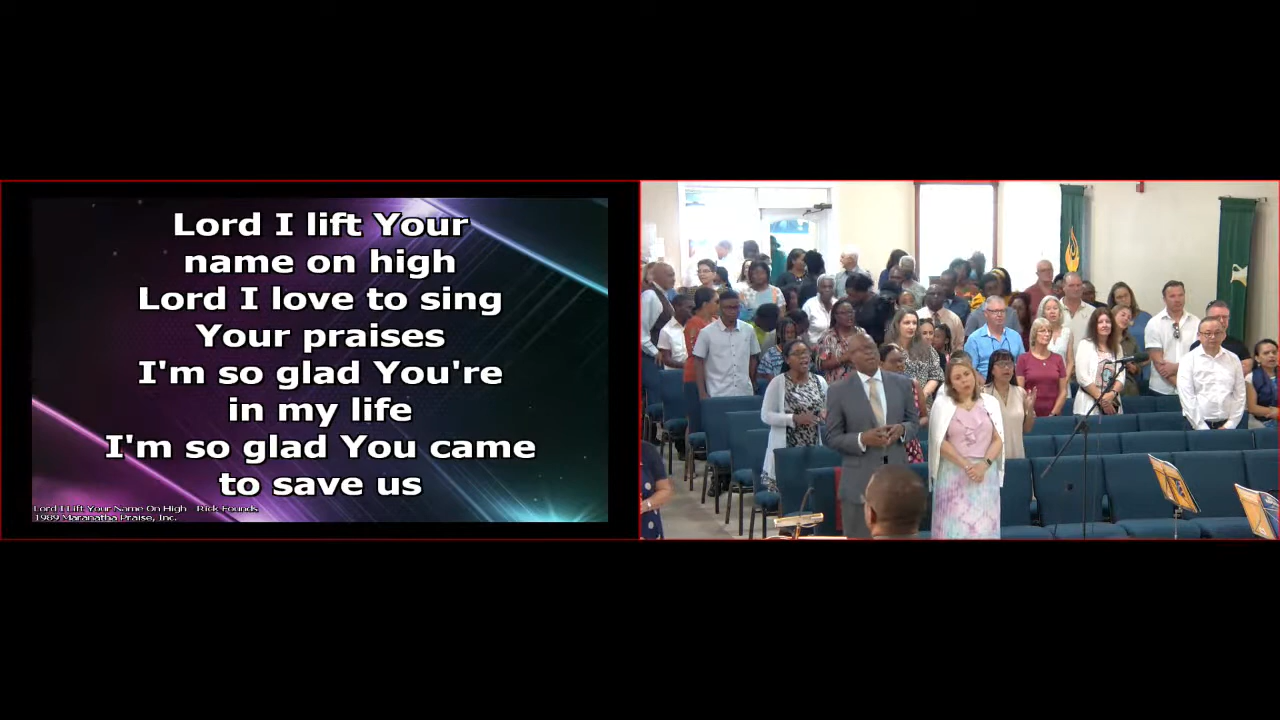 Lord I lift Your
name on high
Lord I love to sing
Your praises
I'm so glad You're
in my life
I'm so glad You came
to save us
Lord I Lift Your Name On High Rick Founds
1989 Maranatha Praise, Inc.